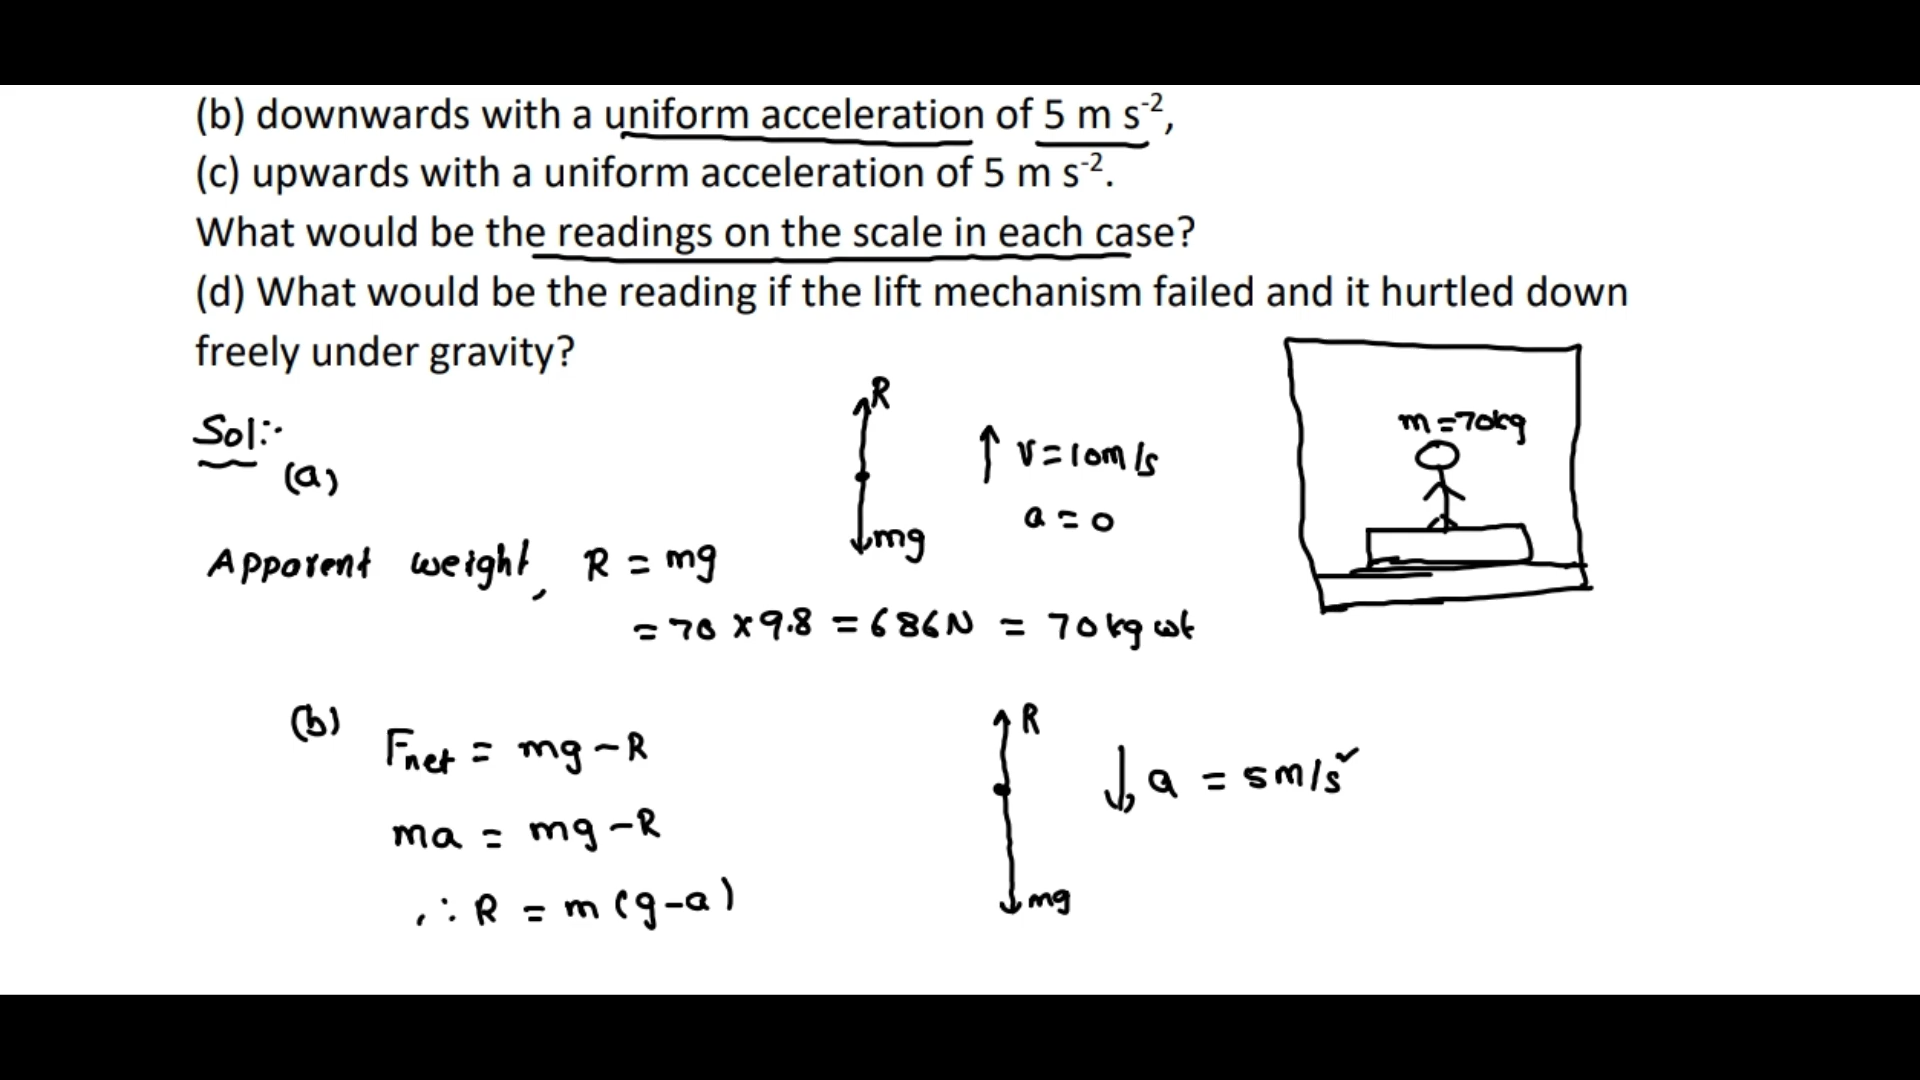 (b) downwards with a uniform acceleration of 5 m s⁻²,
(c) upwards with a uniform acceleration of 5 m s⁻².
What would be the readings on the scale in each case?
(d) What would be the reading if the lift mechanism failed and it hurtled down
freely under gravity?
Sol:-
(a)
R
mg
↑ v=10m/s
a=0
m=70kg
Apparent weight, R = mg
= 70 × 9.8 = 686N = 70kg wt
(b)
Fnet = mg - R
ma = mg - R
∴ R = m(g-a)
R
mg
↓, a = 5m/s²